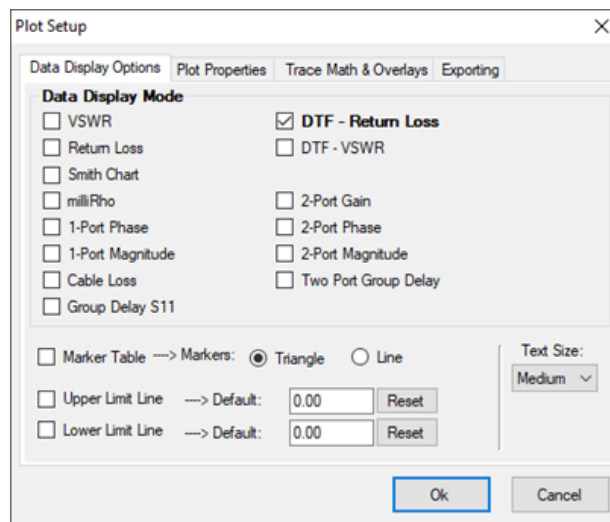 Plot Setup
Data Display Options Plot Properties Trace Math & Overlays Exporting
Data Display Mode
VSWR DTF - Return Loss
Return Loss DTF - VSWR
Smith Chart
milliRho 2-Port Gain
1-Port Phase 2-Port Phase
1-Port Magnitude 2-Port Magnitude
Cable Loss Two Port Group Delay
Group Delay S11
Marker Table ----> Markers: Triangle Line
Text Size:
Medium
Upper Limit Line ----> Default: 0.00 Reset
Lower Limit Line ----> Default: 0.00 Reset
Ok Cancel